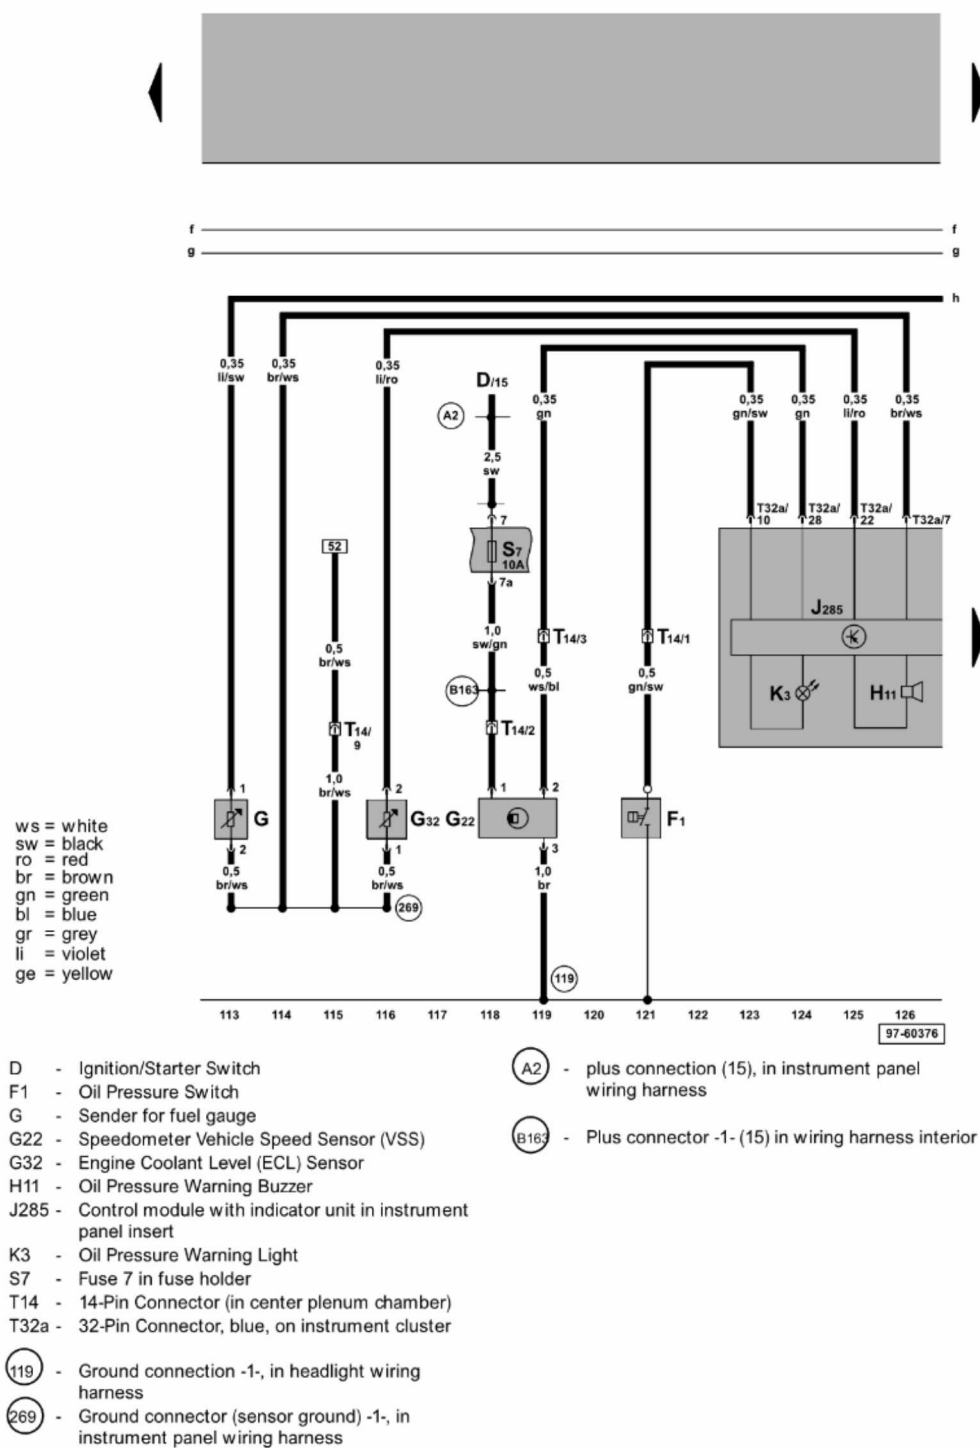 f f
g g
h
0,35 li/sw
0,35 br/ws
0,35 li/ro
D/15
A2
2,5 sw
7
S7 10A
7a
1,0 sw/gn
B163
T14/2
0,35 gn
0,35 gn/sw
0,35 gn
0,35 li/ro
0,35 br/ws
T32a/ 10
T32a/ 28
T32a/ 22
T32a/7
J285
K3
H11
52
0,5 br/ws
T14/ 9
1,0 br/ws
T14/3
0,5 ws/bl
T14/1
0,5 gn/sw
1
G
2
0,5 br/ws
2
G32
1
0,5 br/ws
269
G22
1
2
3
1,0 br
119
F1
ws = white
sw = black
ro = red
br = brown
gn = green
bl = blue
gr = grey
li = violet
ge = yellow
113 114 115 116 117 118 119 120 121 122 123 124 125 126
97-60376
D - Ignition/Starter Switch
F1 - Oil Pressure Switch
G - Sender for fuel gauge
G22 - Speedometer Vehicle Speed Sensor (VSS)
G32 - Engine Coolant Level (ECL) Sensor
H11 - Oil Pressure Warning Buzzer
J285 - Control module with indicator unit in instrument
panel insert
K3 - Oil Pressure Warning Light
S7 - Fuse 7 in fuse holder
T14 - 14-Pin Connector (in center plenum chamber)
T32a - 32-Pin Connector, blue, on instrument cluster
119 - Ground connection -1-, in headlight wiring
harness
269 - Ground connector (sensor ground) -1-, in
instrument panel wiring harness
A2 - plus connection (15), in instrument panel
wiring harness
B163 - Plus connector -1- (15) in wiring harness interior